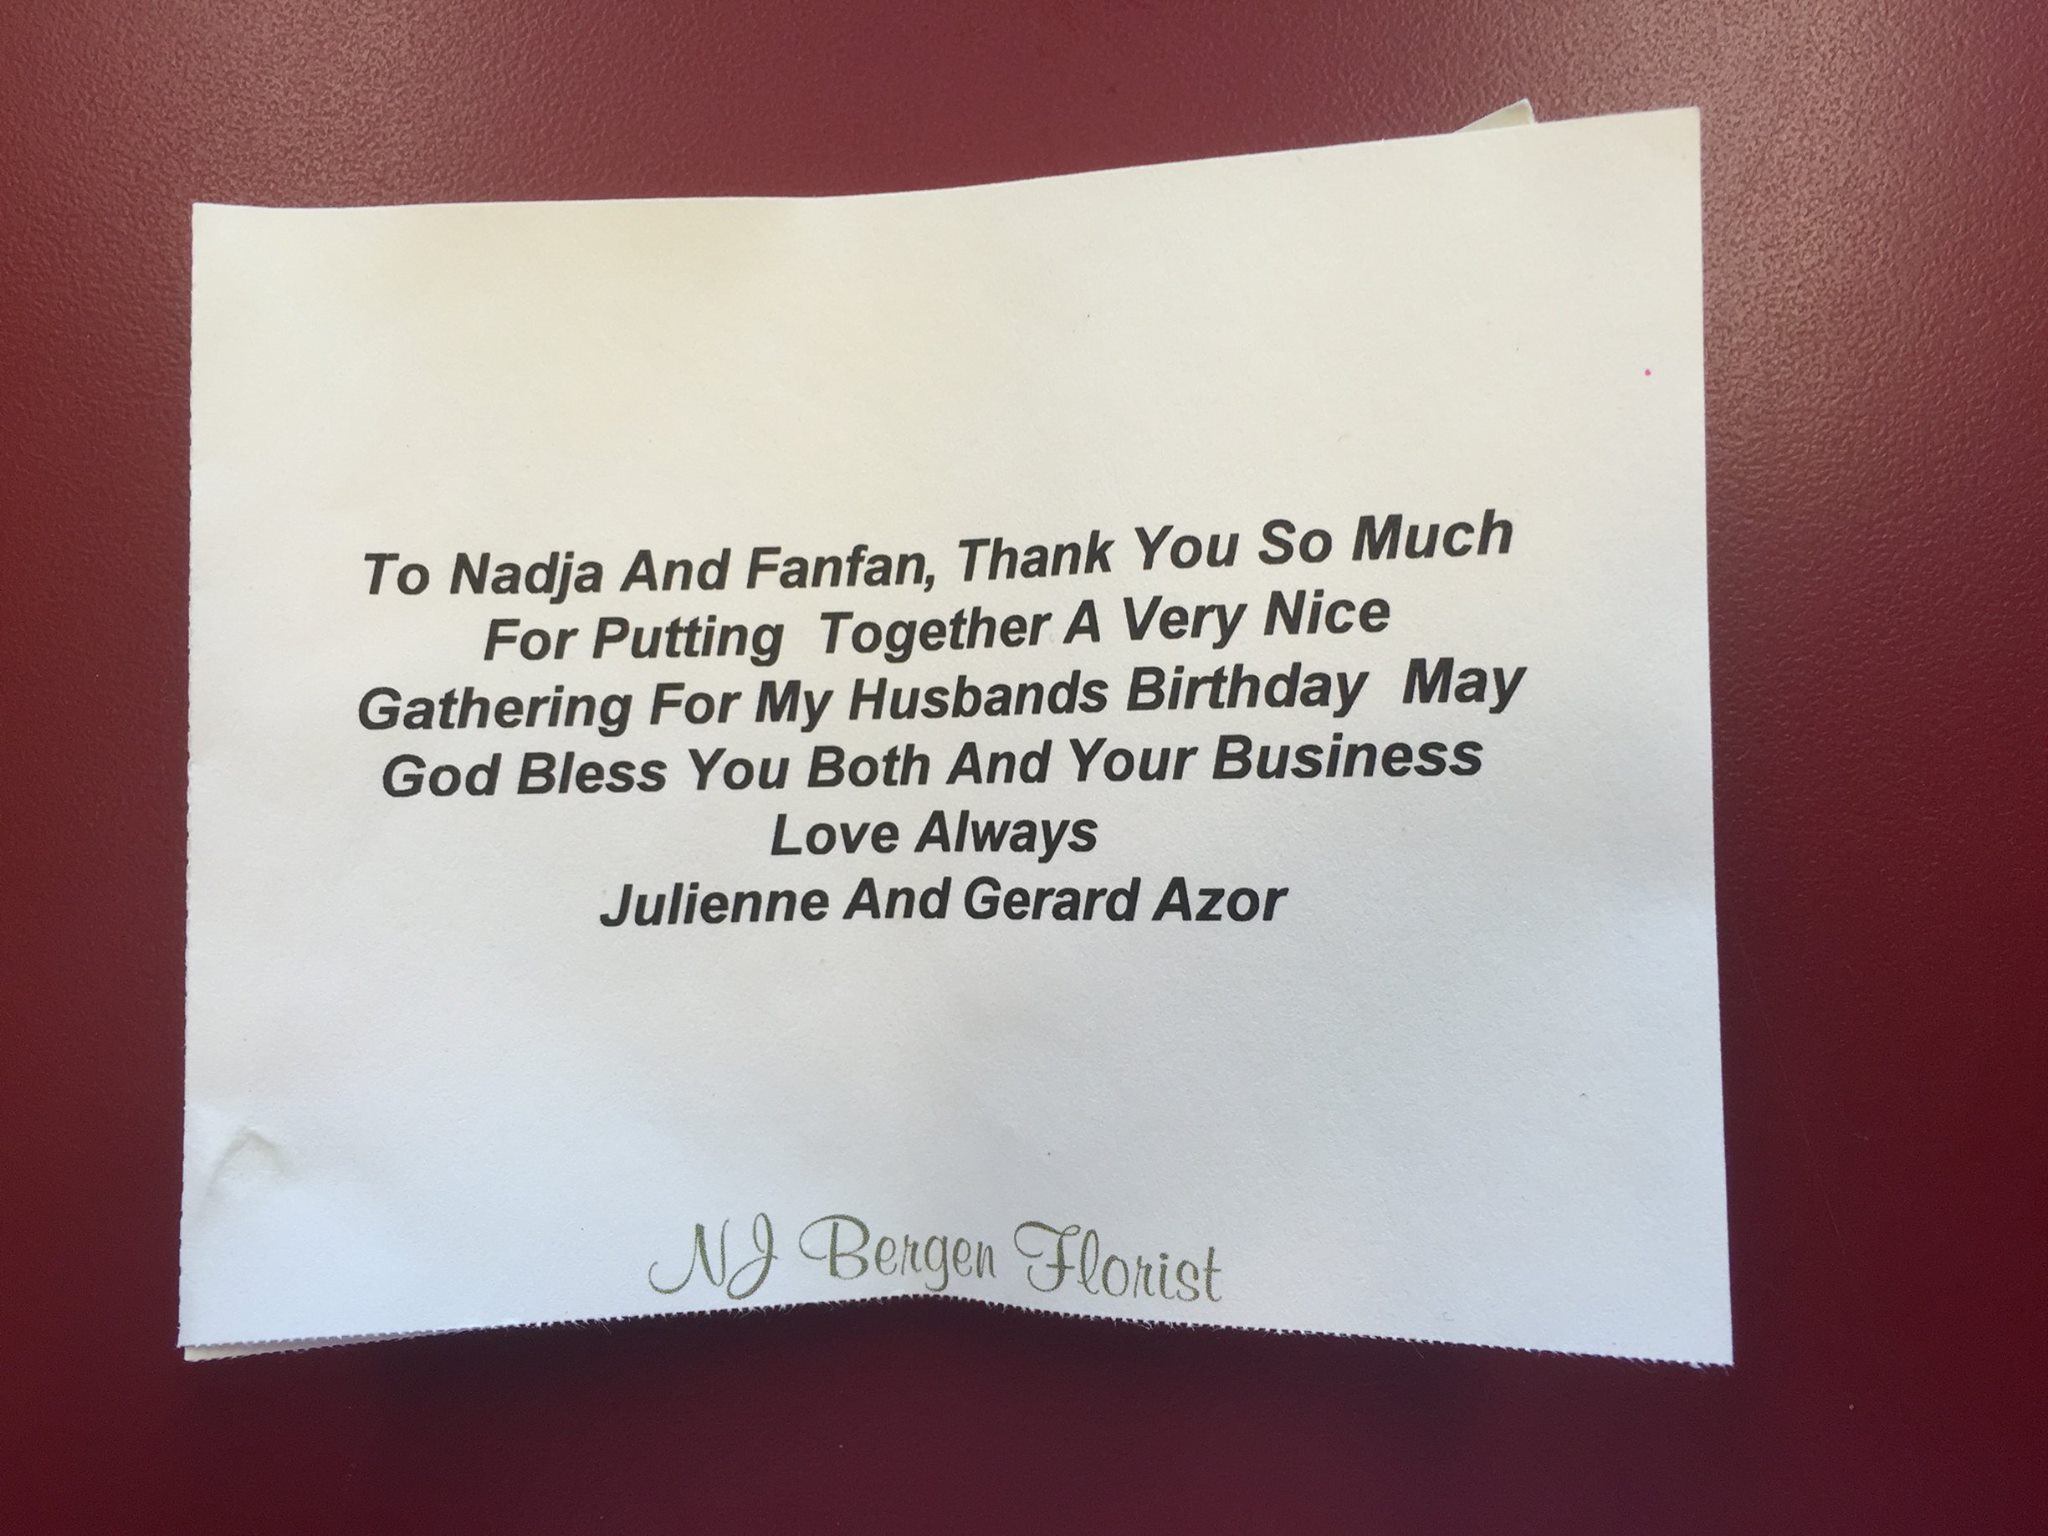 To Nadja And Fanfan, Thank You So Much
For Putting  Together A Very Nice
Gathering For My Husbands Birthday  May
God Bless You Both And Your Business
Love Always
Julienne And Gerard Azor
NJ Bergen Florist